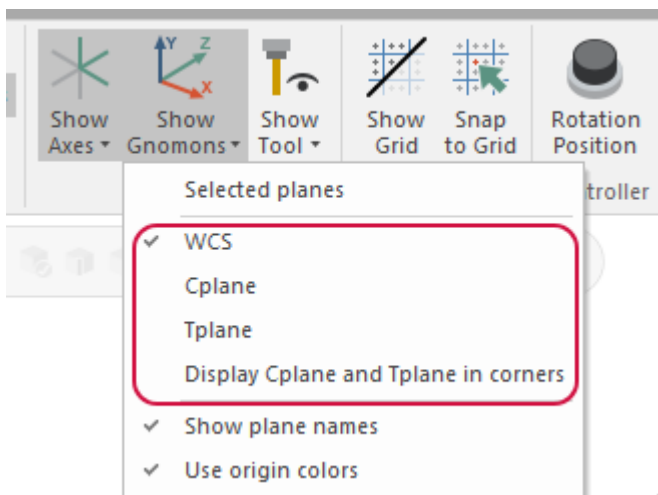 Y Z
X
Show Show Show Show Snap Rotation
Axes Gnomons Tool Grid to Grid Position
Selected planes
troller
WCS
Cplane
Tplane
Display Cplane and Tplane in corners
Show plane names
Use origin colors